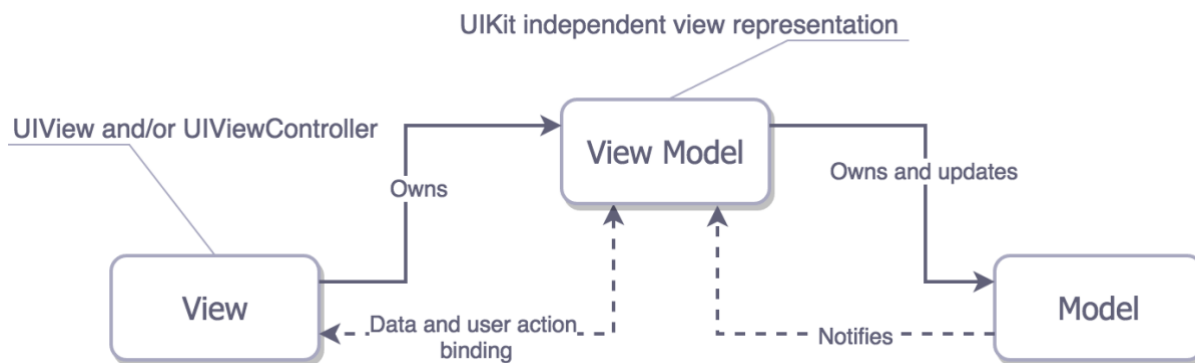 UIKit independent view representation
UIView and/or UIViewController
View Model
Owns
Owns and updates
View
Data and user action
binding
Notifies
Model